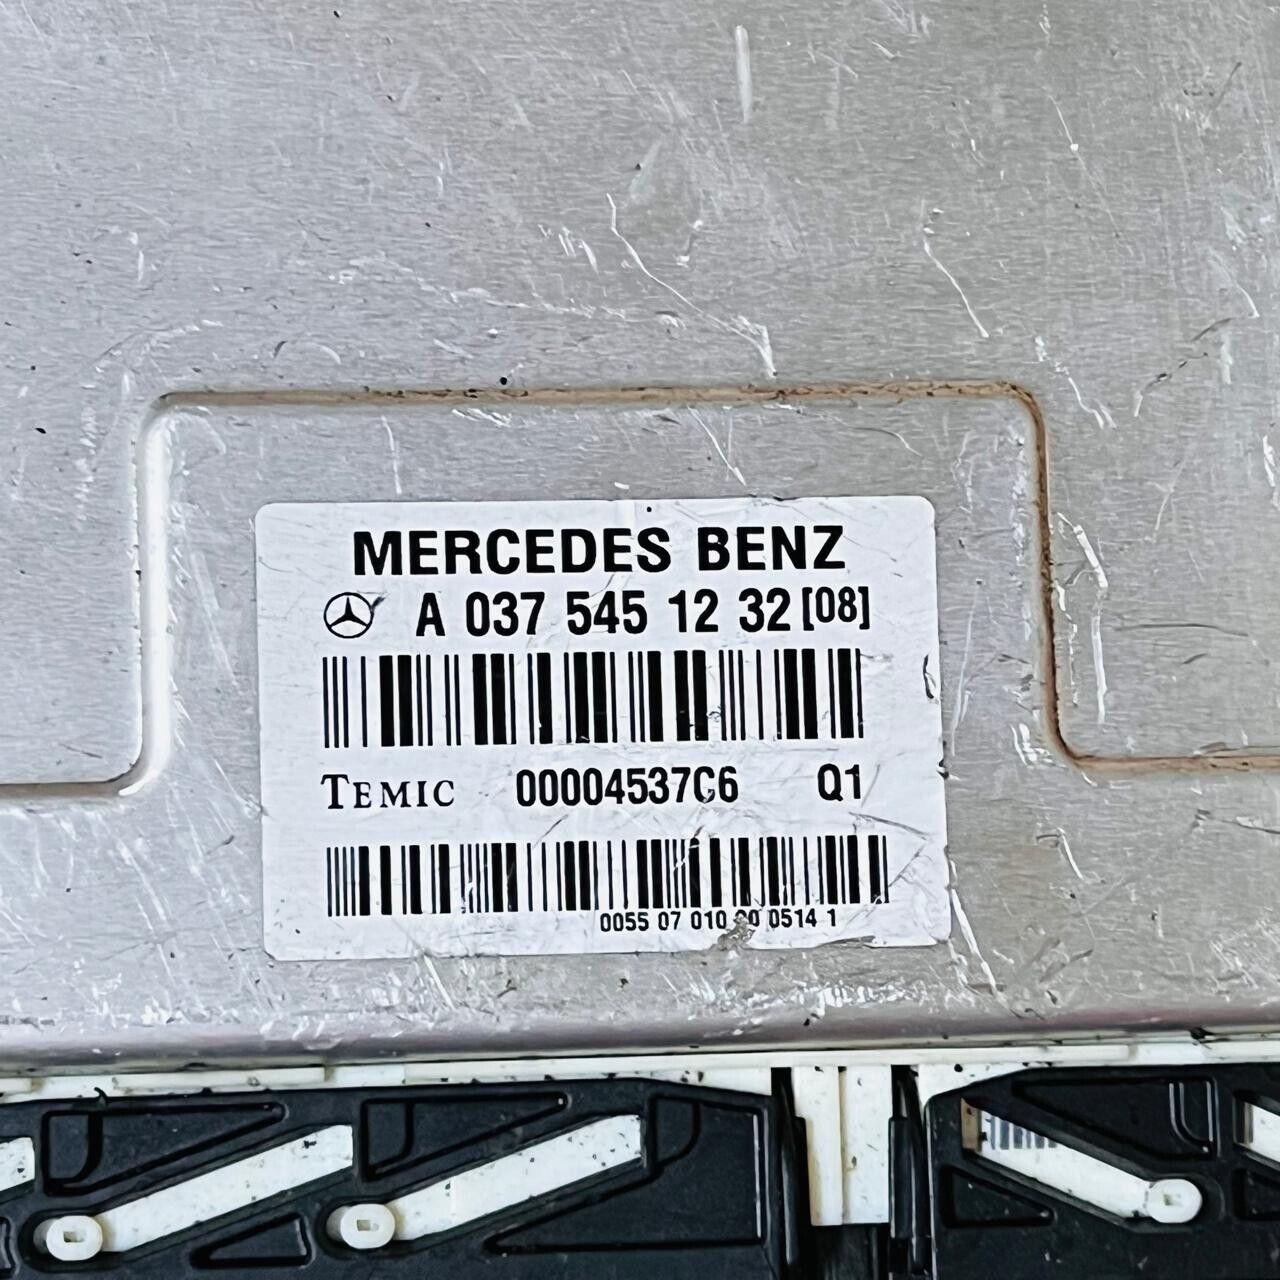 MERCEDES BENZ
A 037 545 12 32 [08]
TEMIC 00004537C6 Q1
0055 07 010 0514 1